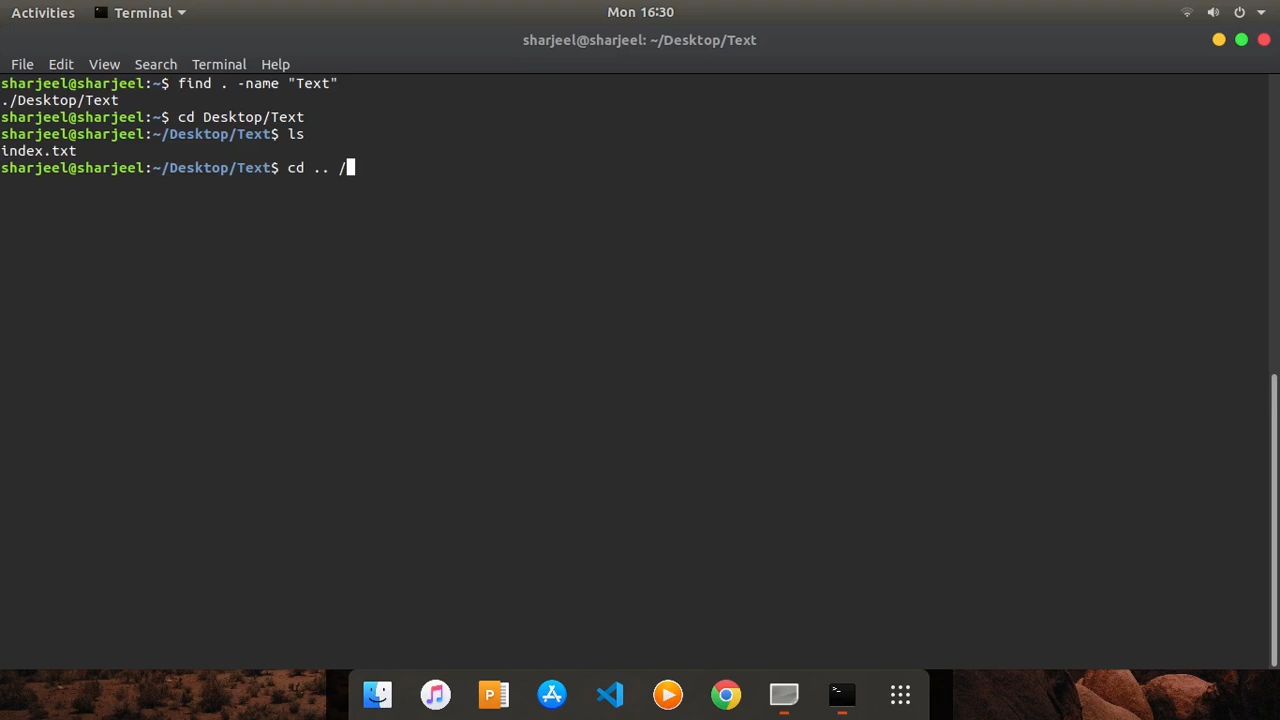 Activities Terminal Mon 16:30
sharjeel@sharjeel: ~/Desktop/Text
File Edit View Search Terminal Help
sharjeel@sharjeel:~$ find . -name "Text"
./Desktop/Text
sharjeel@sharjeel:~$ cd Desktop/Text
sharjeel@sharjeel:~/Desktop/Text$ ls
index.txt
sharjeel@sharjeel:~/Desktop/Text$ cd .. /
P
>_